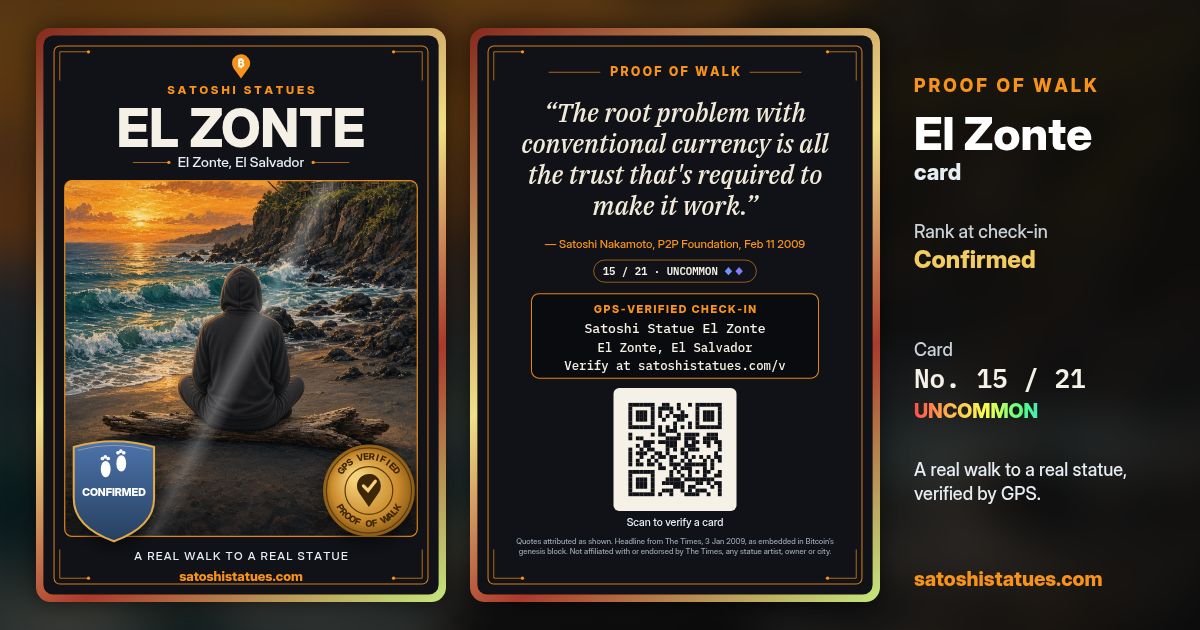 ₿
SATOSHI STATUES
EL ZONTE
El Zonte, El Salvador
CONFIRMED
GPS VERIFIED
PROOF OF WALK
A REAL WALK TO A REAL STATUE
satoshistatues.com
PROOF OF WALK
“The root problem with
conventional currency is all
the trust that's required to
make it work.”
— Satoshi Nakamoto, P2P Foundation, Feb 11 2009
15 / 21 · UNCOMMON
GPS-VERIFIED CHECK-IN
Satoshi Statue El Zonte
El Zonte, El Salvador
Verify at satoshistatues.com/v
Scan to verify a card
Quotes attributed as shown. Headline from The Times, 3 Jan 2009, as embedded in Bitcoin's
genesis block. Not affiliated with or endorsed by The Times, any statue artist, owner or city.
PROOF OF WALK
El Zonte
card
Rank at check-in
Confirmed
Card
No. 15 / 21
UNCOMMON
A real walk to a real statue,
verified by GPS.
satoshistatues.com